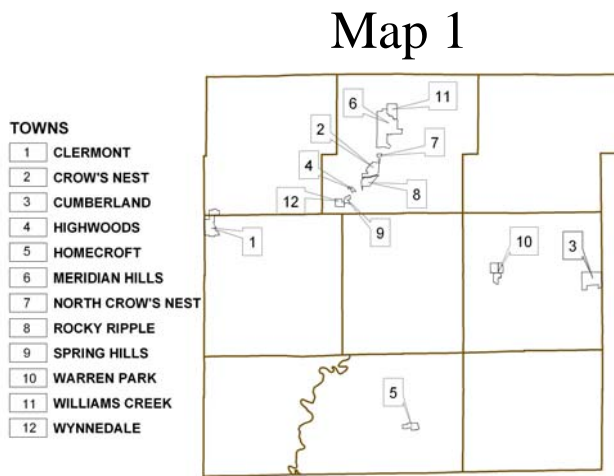 Map 1
TOWNS
1 CLERMONT
2 CROW'S NEST
3 CUMBERLAND
4 HIGHWOODS
5 HOMECROFT
6 MERIDIAN HILLS
7 NORTH CROW'S NEST
8 ROCKY RIPPLE
9 SPRING HILLS
10 WARREN PARK
11 WILLIAMS CREEK
12 WYNNEDALE
11
6
2
7
4
12
8
9
1
10
3
5